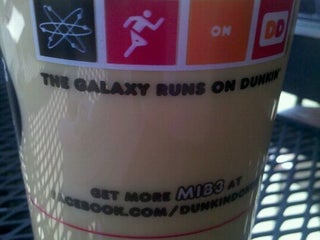 ON DD
THE GALAXY RUNS ON DUNKIN'
GET MORE MIB3 AT
FACEBOOK.COM/DUNKINDON